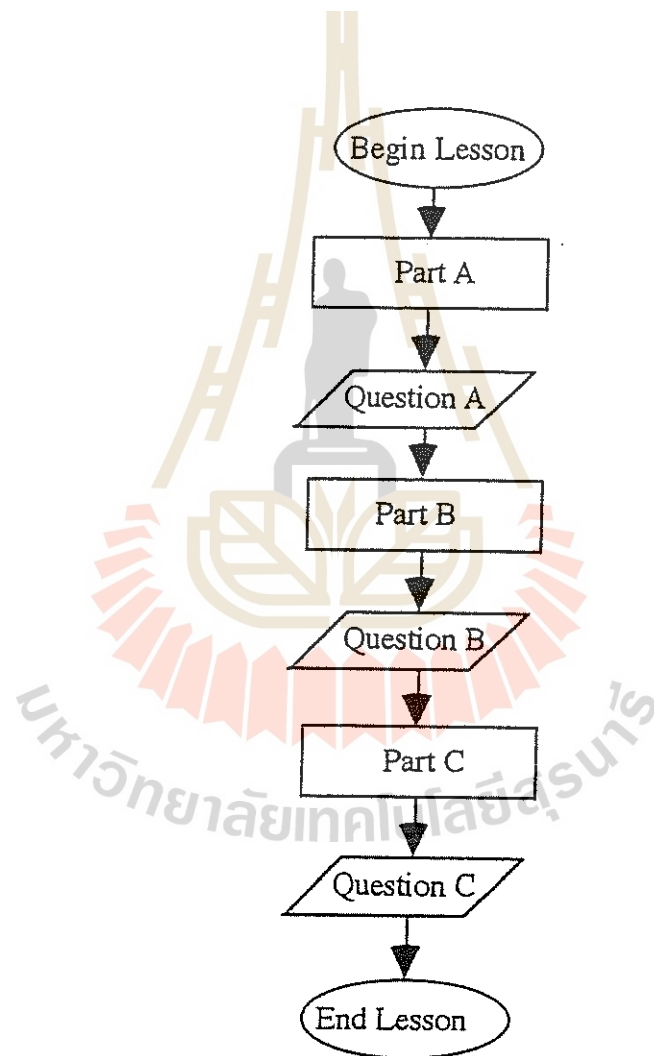 Begin Lesson
Part A
Question A
Part B
Question B
Part C
Question C
End Lesson
มหาวิทยาลัยเทคโนโลยีสุรนารี